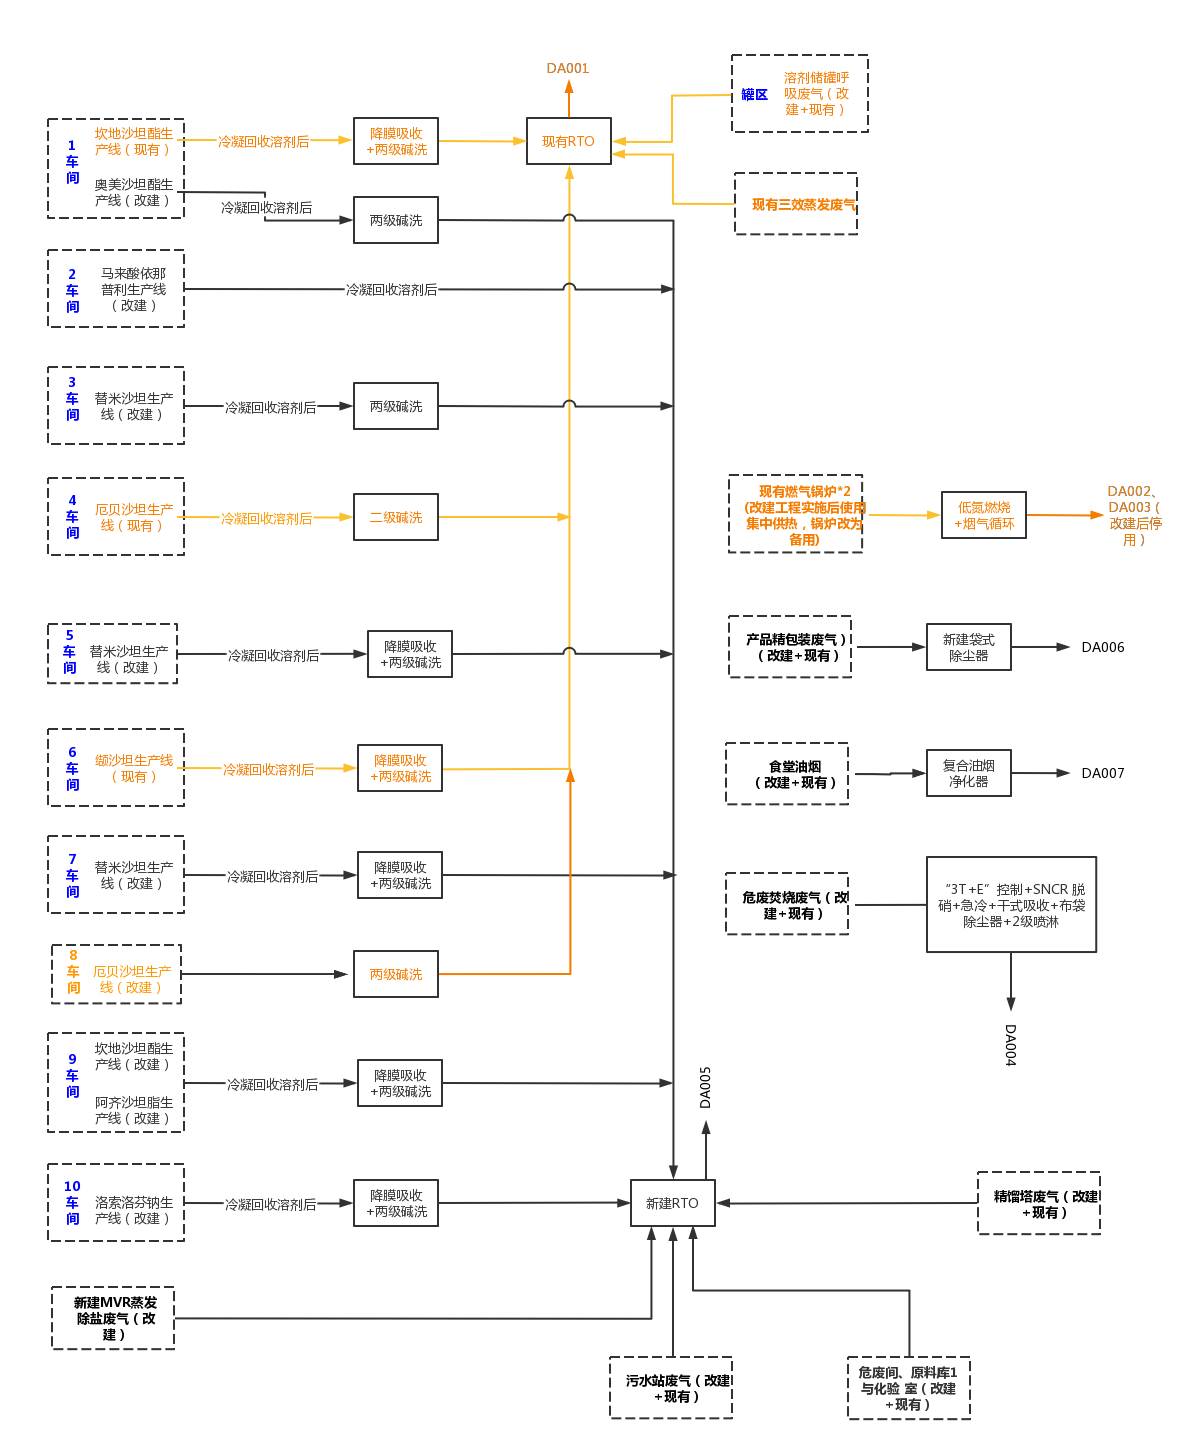 DA001
罐区
溶剂储罐呼
吸废气（改
建+现有）
1
车
间
坎地沙坦酯生
产线（现有）
冷凝回收溶剂后
降膜吸收
+两级碱洗
现有RTO
奥美沙坦酯生
产线（改建）
冷凝回收溶剂后
两级碱洗
现有三效蒸发废气
2
车
间
马来酸依那
普利生产线
（改建）
冷凝回收溶剂后
3
车
间
替米沙坦生产
线（改建）
冷凝回收溶剂后
两级碱洗
4
车
间
厄贝沙坦生产
线（现有）
冷凝回收溶剂后
二级碱洗
现有燃气锅炉*2
(改建工程实施后使用
集中供热，锅炉改为
备用)
低氮燃烧
+烟气循环
DA002、
DA003（
改建后停
用）
5
车
间
替米沙坦生产
线（改建）
冷凝回收溶剂后
降膜吸收
+两级碱洗
产品精包装废气）
（改建+现有）
新建袋式
除尘器
DA006
6
车
间
缬沙坦生产线
（现有）
冷凝回收溶剂后
降膜吸收
+两级碱洗
食堂油烟
（改建+现有）
复合油烟
净化器
DA007
7
车
间
替米沙坦生产
线（改建）
冷凝回收溶剂后
降膜吸收
+两级碱洗
危废焚烧废气（改
建+现有）
“3T+E”控制+SNCR 脱
硝+急冷+干式吸收+布袋
除尘器+2级喷淋
DA004
8
车
间
厄贝沙坦生产
线（改建）
两级碱洗
9
车
间
坎地沙坦酯生
产线（改建）
阿齐沙坦脂生
产线（改建）
冷凝回收溶剂后
降膜吸收
+两级碱洗
DA005
10
车
间
洛索洛芬钠生
产线（改建）
冷凝回收溶剂后
降膜吸收
+两级碱洗
新建RTO
精馏塔废气（改建
+现有）
新建MVR蒸发
除盐废气（改
建）
污水站废气（改建
+现有）
危废间、原料库1
与化验 室（改建
+现有）